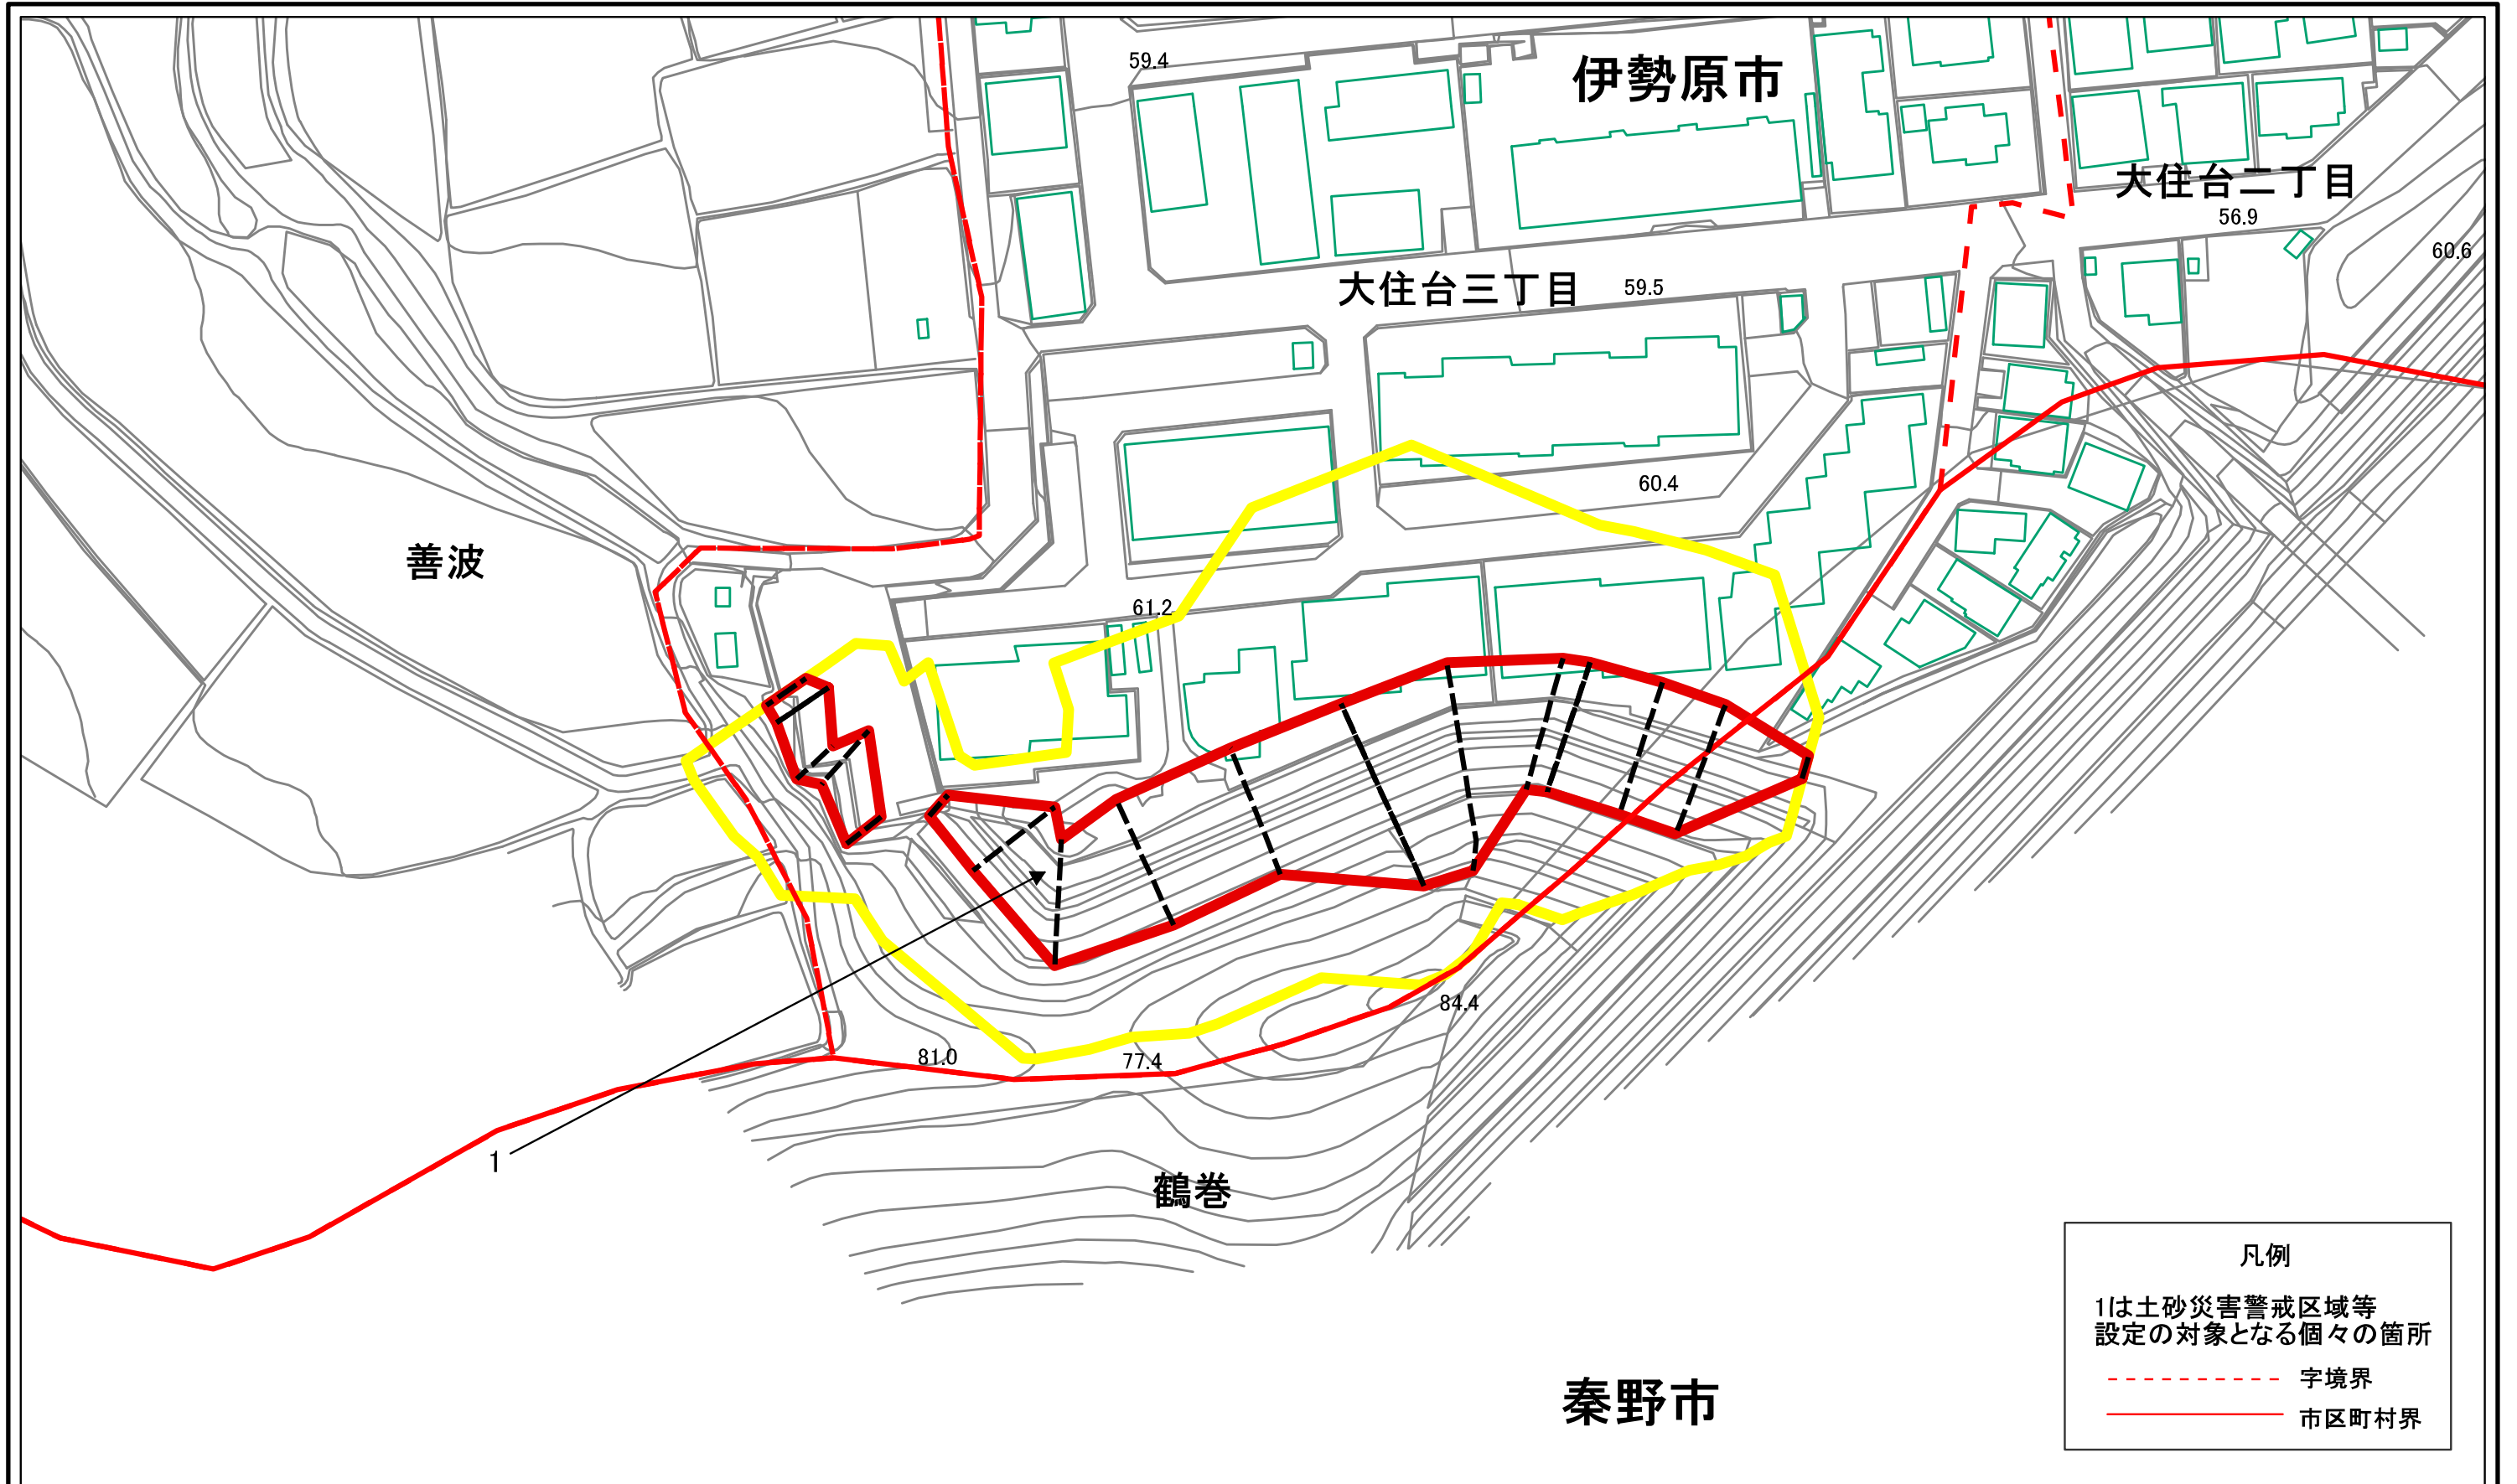 59.4
伊勢原市
大住台二丁目
56.9
60.6
大住台三丁目
59.5
60.4
善波
61.2
84.4
81.0
77.4
1
鶴巻
秦野市
凡例
1は土砂災害警戒区域等
設定の対象となる個々の箇所
字境界
市区町村界